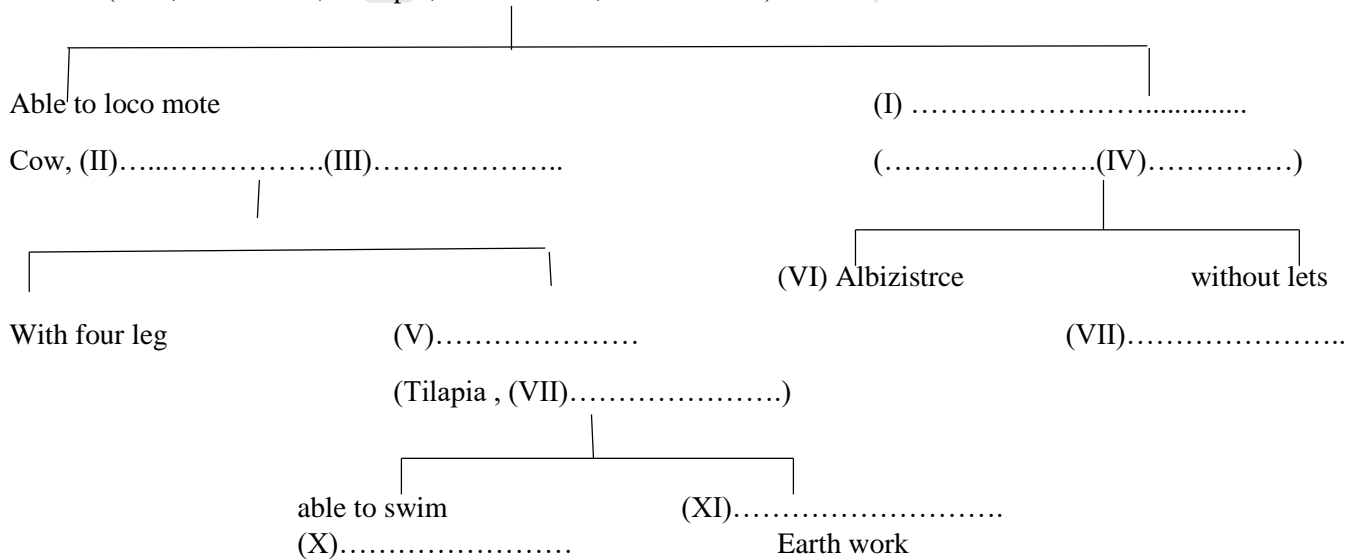 Able to loco mote (I) ……………………..............
Cow, (II)…...…………….(III)……………….. (………………….(IV)……………)
(VI) Albizistrce without lets
With four leg (V)………………… (VII)…………………..
(Tilapia , (VII)………………….)
able to swim (XI)……………………….
(X)…………………… Earth work